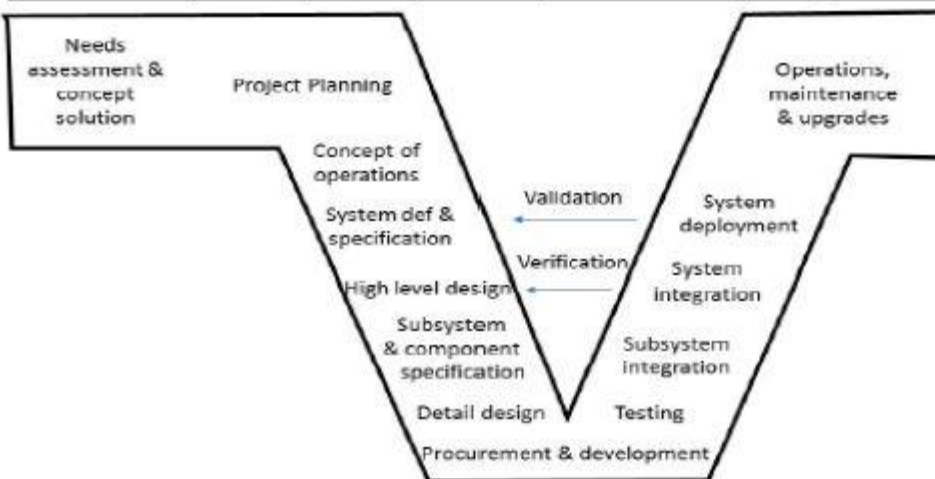 Needs
assessment &
concept
solution
Project Planning
Concept of
operations
System def &
specification
High level design
Subsystem
& component
specification
Detail design
Procurement & development
Testing
Subsystem
integration
System
integration
System
deployment
Operations,
maintenance
& upgrades
Validation
Verification